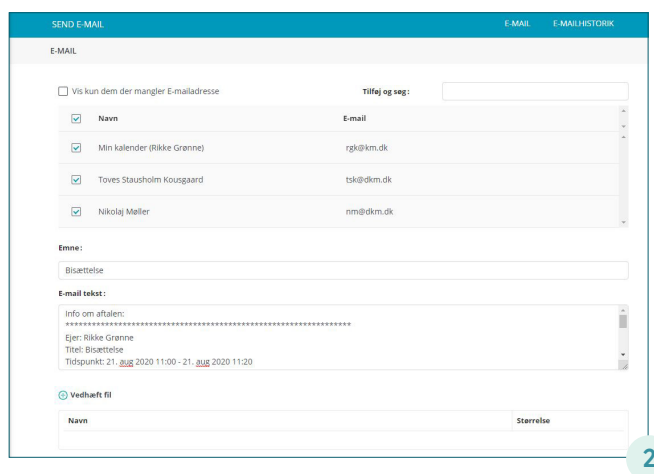 SEND E-MAIL E-MAIL E-MAILHISTORIK
E-MAIL
Vis kun dem der mangler E-mailadresse Tilføj og søg:
Navn E-mail
Min kalender (Rikke Grønne) rgk@km.dk
Toves Stausholm Kousgaard tsk@dkm.dk
Nikolaj Møller nm@dkm.dk
Emne:
Bisættelse
E-mail tekst:
Info om aftalen:
*****************************************************************
Ejer: Rikke Grønne
Titel: Bisættelse
Tidspunkt: 21. aug 2020 11:00 - 21. aug 2020 11:20
Vedhæft fil
Navn Størrelse
2